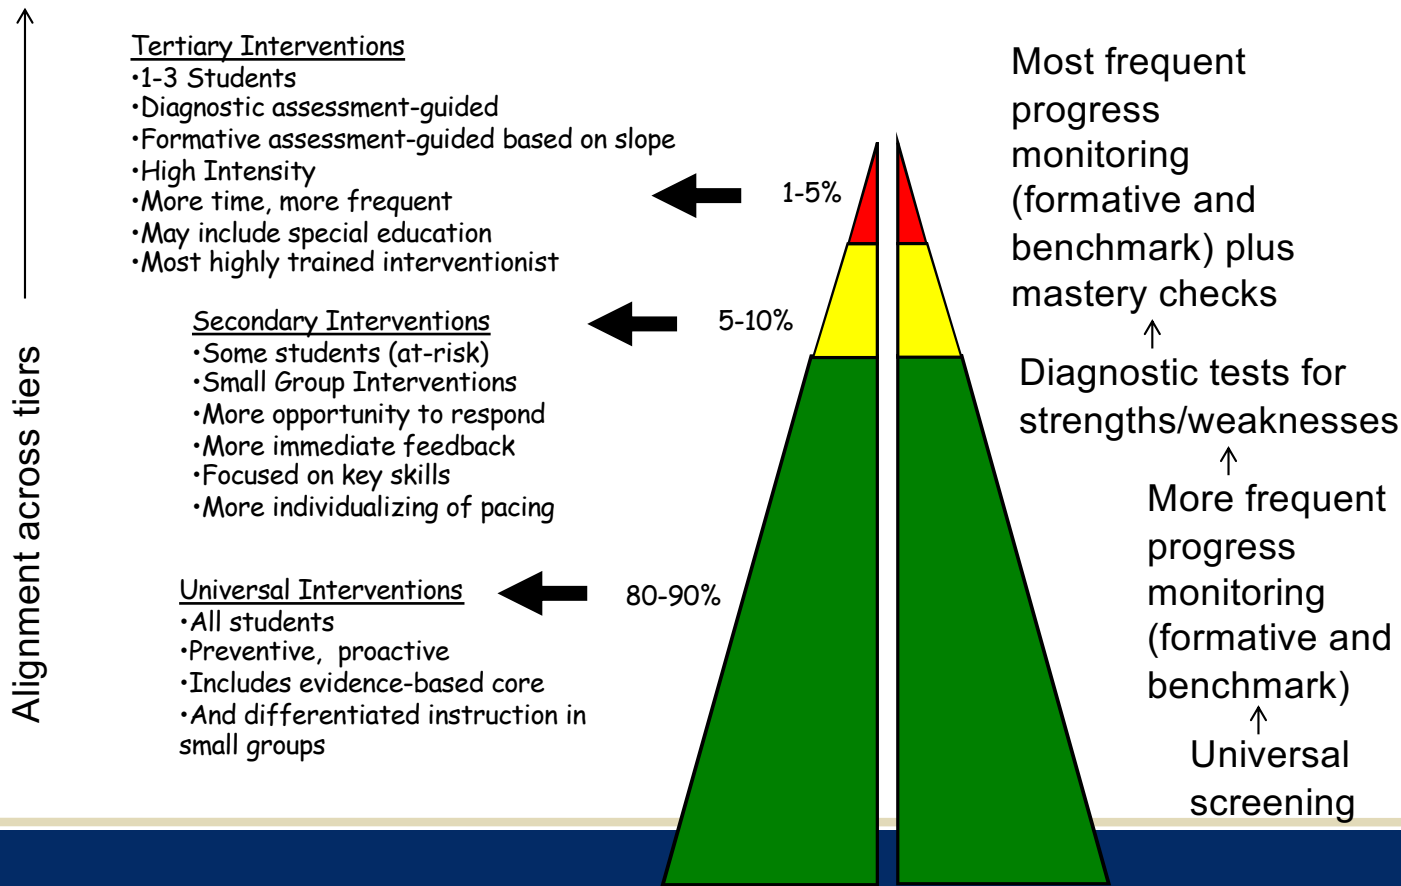 Alignment across tiers
Tertiary Interventions
•1-3 Students
•Diagnostic assessment-guided
•Formative assessment-guided based on slope
•High Intensity
•More time, more frequent
•May include special education
•Most highly trained interventionist
1-5%
Secondary Interventions
•Some students (at-risk)
•Small Group Interventions
•More opportunity to respond
•More immediate feedback
•Focused on key skills
•More individualizing of pacing
5-10%
Universal Interventions
•All students
•Preventive, proactive
•Includes evidence-based core
•And differentiated instruction in
small groups
80-90%
Most frequent
progress
monitoring
(formative and
benchmark) plus
mastery checks
Diagnostic tests for
strengths/weaknesses
More frequent
progress
monitoring
(formative and
benchmark)
Universal
screening